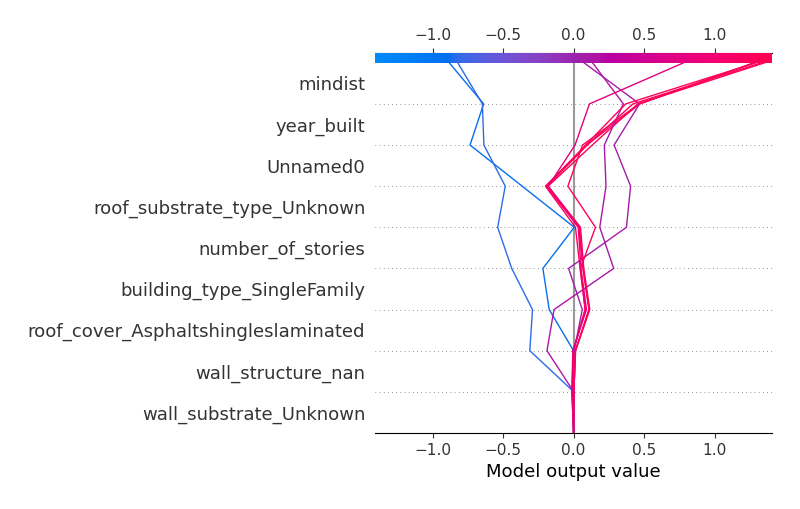 −1.0 −0.5 0.0 0.5 1.0
mindist
year_built
Unnamed0
roof_substrate_type_Unknown
number_of_stories
building_type_SingleFamily
roof_cover_Asphaltshingleslaminated
wall_structure_nan
wall_substrate_Unknown
−1.0 −0.5 0.0 0.5 1.0
Model output value